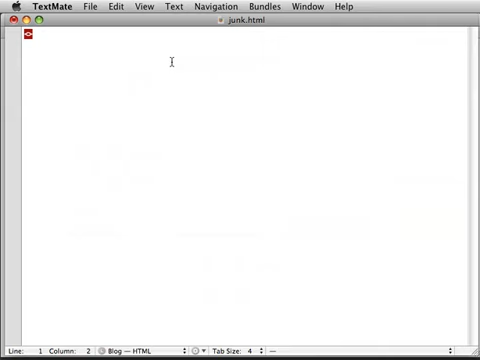 TextMate File Edit View Text Navigation Bundles Window Help
junk.html
<>
Line: 1 Column: 2 Blog — HTML Tab Size: 4 —